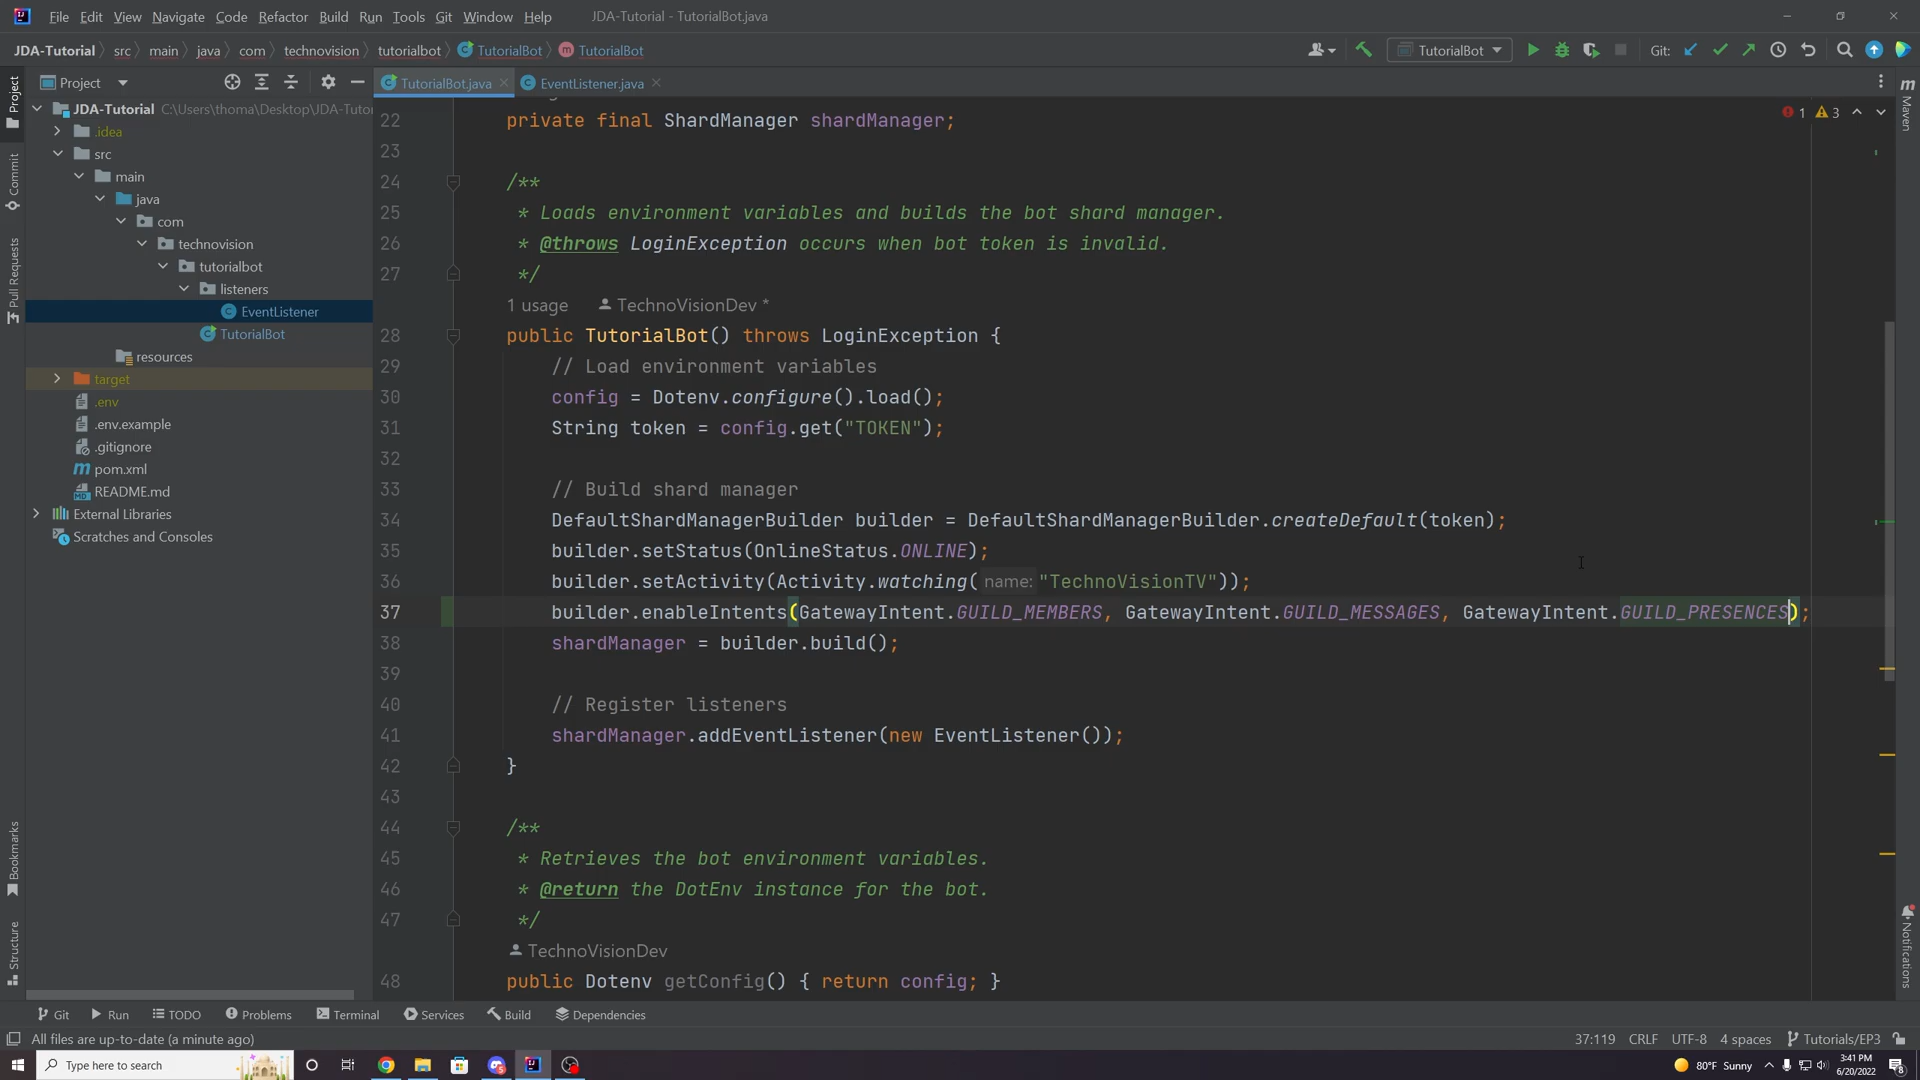 File Edit View Navigate Code Refactor Build Run Tools Git Window Help JDA-Tutorial - TutorialBot.java
JDA-Tutorial src main java com technovision tutorialbot TutorialBot TutorialBot TutorialBot Git:
Project TutorialBot.java EventListener.java
JDA-Tutorial C:\Users\thoma\Desktop\JDA-Tuto
.idea
src
main
java
com
technovision
tutorialbot
listeners
EventListener
TutorialBot
resources
target
.env
.env.example
.gitignore
pom.xml
README.md
External Libraries
Scratches and Consoles
Project
Commit
Pull Requests
Bookmarks
Structure
1 3
22 private final ShardManager shardManager;
23
24 /**
25 * Loads environment variables and builds the bot shard manager.
26 * @throws LoginException occurs when bot token is invalid.
27 */
1 usage TechnoVisionDev *
28 public TutorialBot() throws LoginException {
29 // Load environment variables
30 config = Dotenv.configure().load();
31 String token = config.get("TOKEN");
32
33 // Build shard manager
34 DefaultShardManagerBuilder builder = DefaultShardManagerBuilder.createDefault(token);
35 builder.setStatus(OnlineStatus.ONLINE);
36 builder.setActivity(Activity.watching( name: "TechnoVisionTV"));
37 builder.enableIntents(GatewayIntent.GUILD_MEMBERS, GatewayIntent.GUILD_MESSAGES, GatewayIntent.GUILD_PRESENCES);
38 shardManager = builder.build();
39
40 // Register listeners
41 shardManager.addEventListener(new EventListener());
42 }
43
44 /**
45 * Retrieves the bot environment variables.
46 * @return the DotEnv instance for the bot.
47 */
TechnoVisionDev
48 public Dotenv getConfig() { return config; }
Maven
Notifications
Git Run TODO Problems Terminal Services Build Dependencies
All files are up-to-date (a minute ago) 37:119 CRLF UTF-8 4 spaces Tutorials/EP3
Type here to search 80°F Sunny 3:41 PM
6/20/2022
8